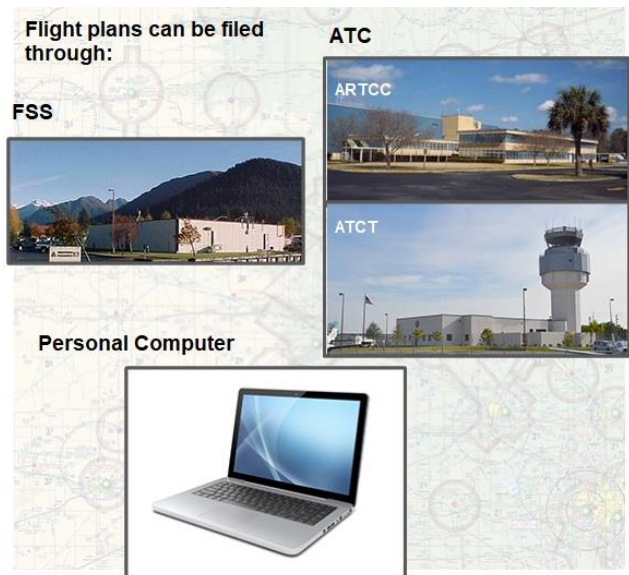 Flight plans can be filed
through:
FSS
ATC
ARTCC
ATCT
Personal Computer